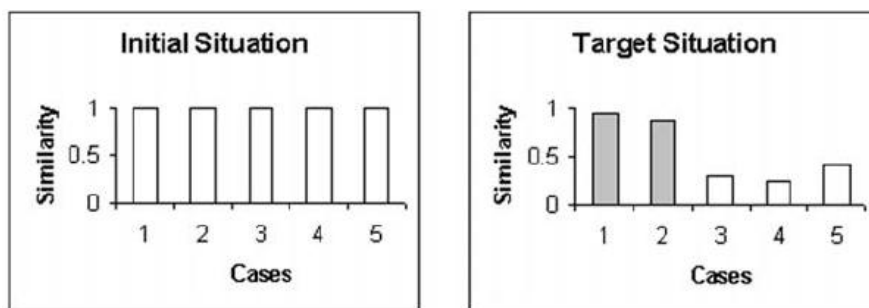 Initial Situation
Similarity
1
0.5
0
1 2 3 4 5
Cases
Target Situation
Similarity
1
0.5
0
1 2 3 4 5
Cases